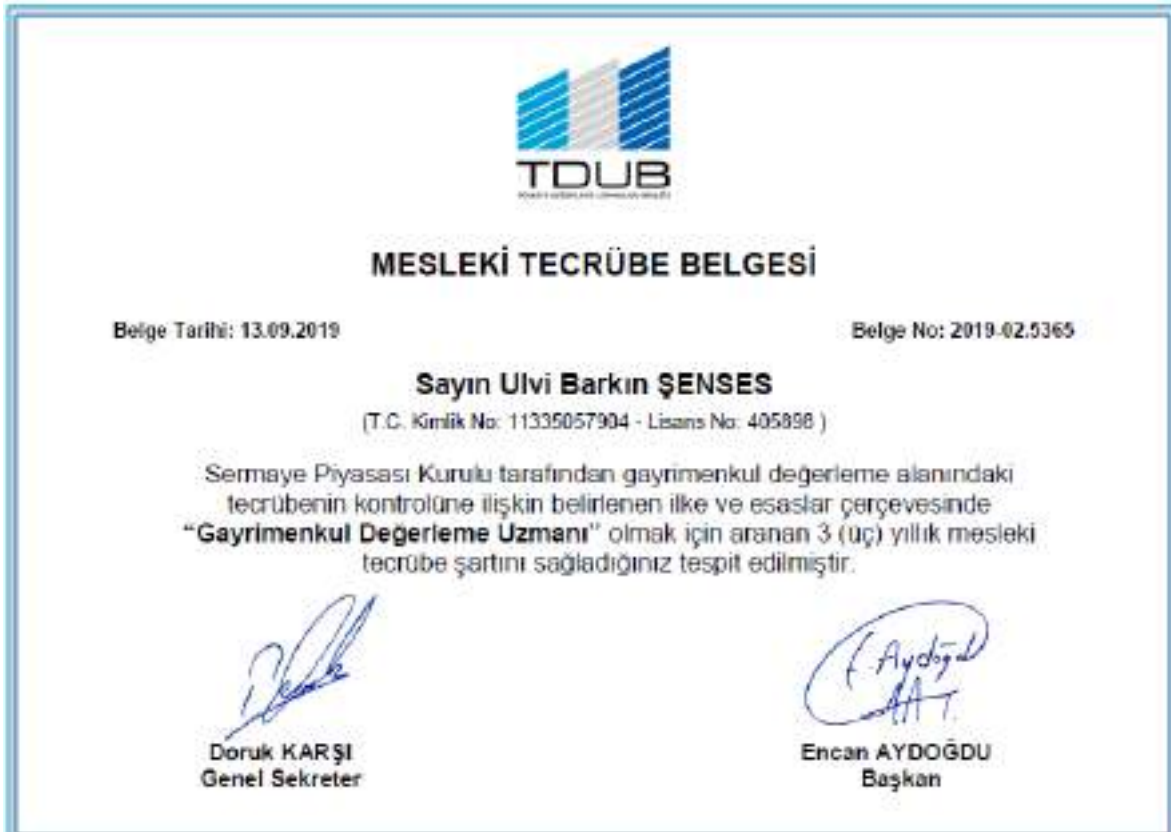 TDUB
MESLEKİ TECRÜBE BELGESİ
Belge Tarihi: 13.09.2019
Belge No: 2019-02.5365
Sayın Ulvi Barkın ŞENSES
(T.C. Kimlik No: 11335057904 - Lisans No: 405898 )
Sermaye Piyasası Kurulu tarafından gayrimenkul değerleme alanındaki
tecrübenin kontrolüne ilişkin belirlenen ilke ve esaslar çerçevesinde
“Gayrimenkul Değerleme Uzmanı” olmak için aranan 3 (üç) yıllık mesleki
tecrübe şartını sağladığınız tespit edilmiştir.
E. Aydoğdu
Doruk KARŞI
Genel Sekreter
Encan AYDOĞDU
Başkan